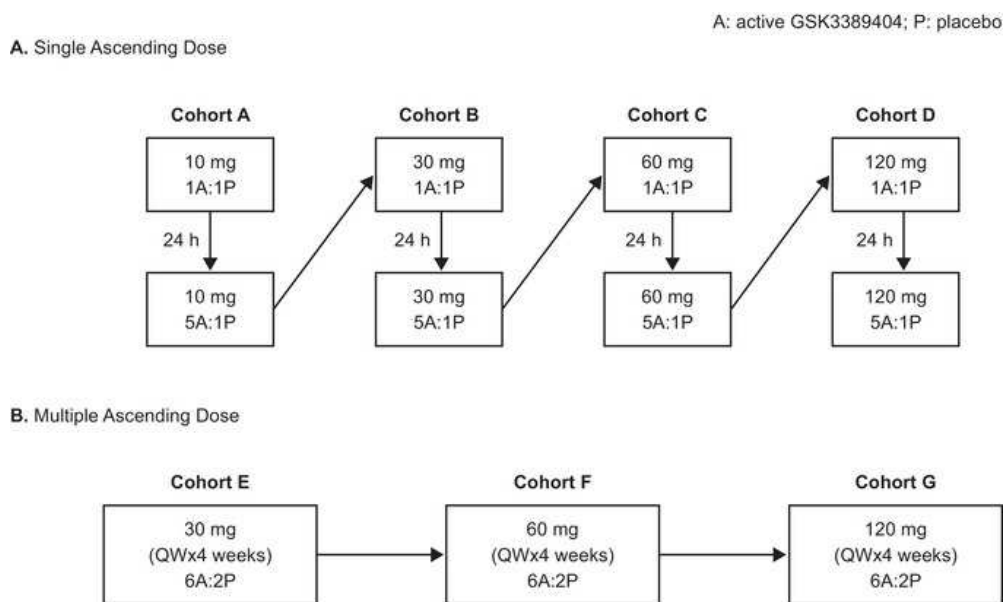 A: active GSK3389404; P: placebo
A. Single Ascending Dose
Cohort A
Cohort B
Cohort C
Cohort D
10 mg
1A:1P
30 mg
1A:1P
60 mg
1A:1P
120 mg
1A:1P
24 h
24 h
24 h
24 h
10 mg
5A:1P
30 mg
5A:1P
60 mg
5A:1P
120 mg
5A:1P
B. Multiple Ascending Dose
Cohort E
Cohort F
Cohort G
30 mg
(QWx4 weeks)
6A:2P
60 mg
(QWx4 weeks)
6A:2P
120 mg
(QWx4 weeks)
6A:2P